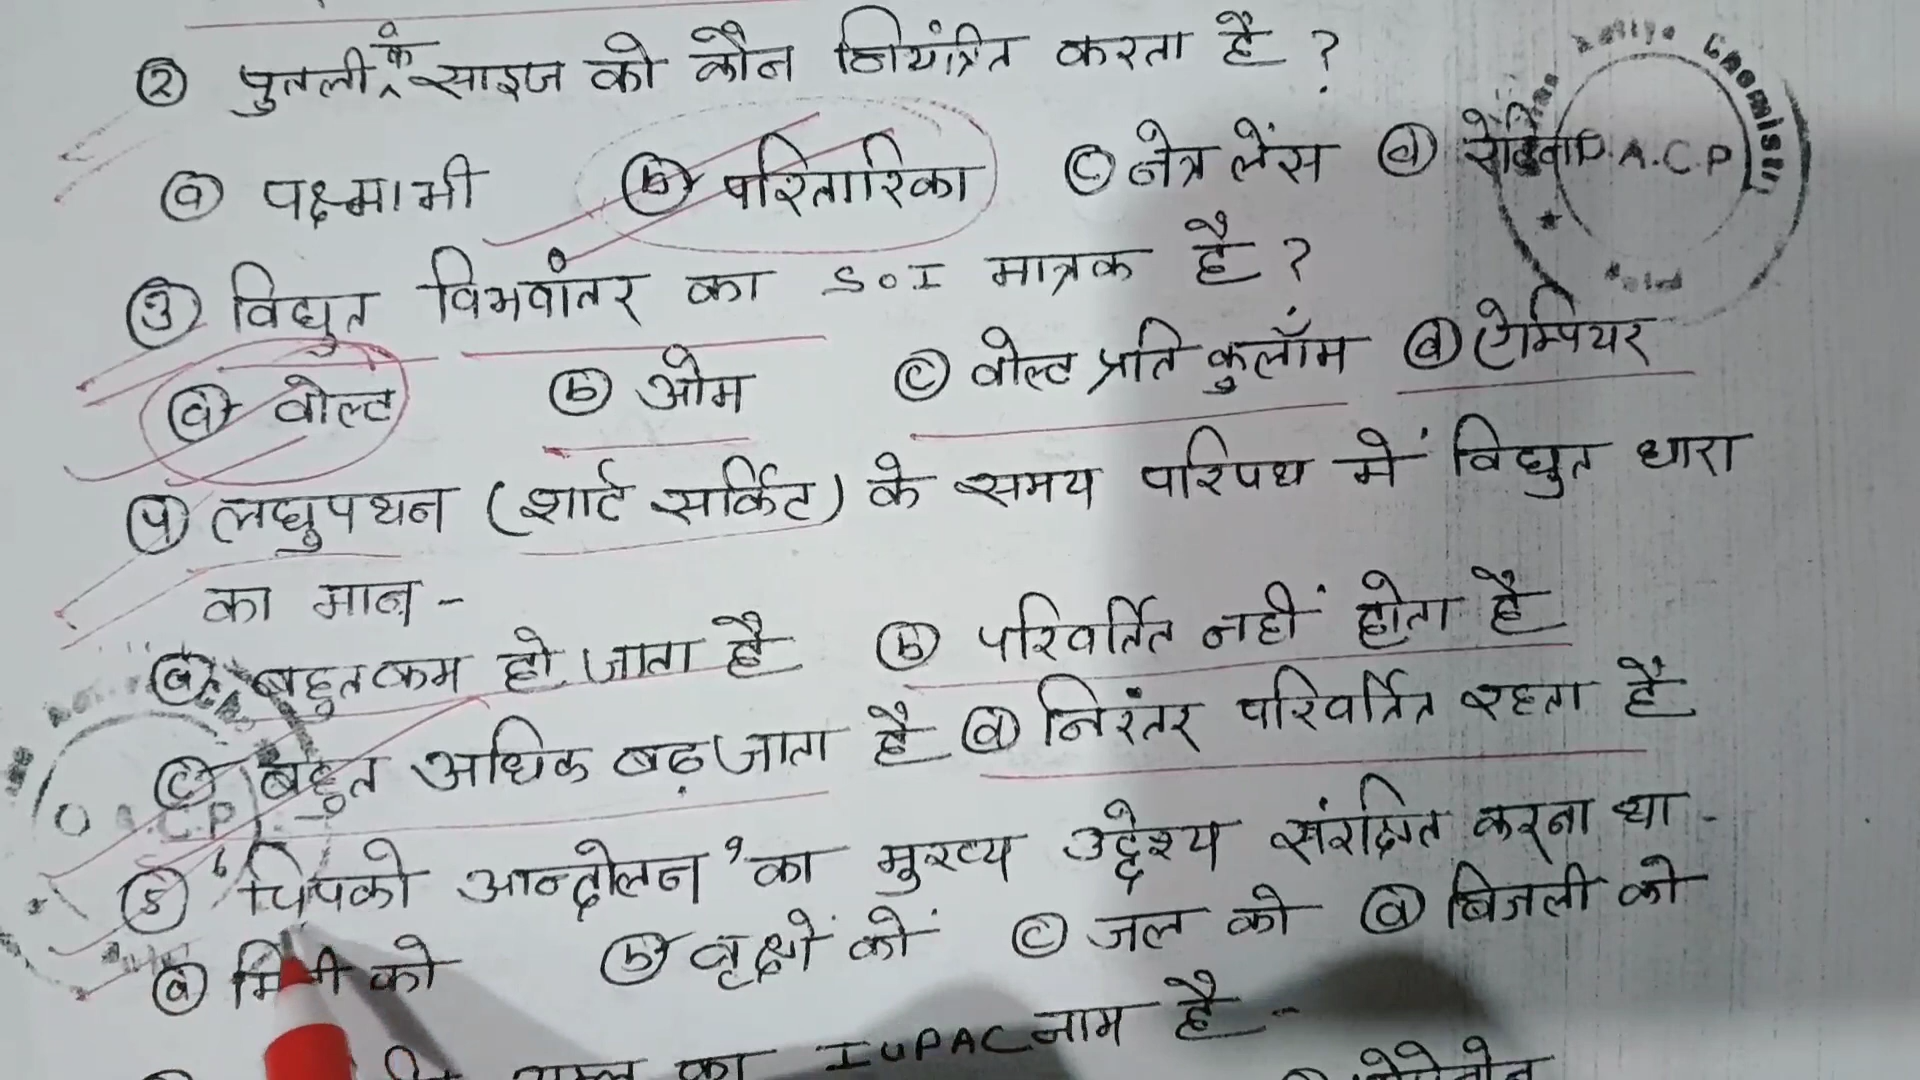 ② पुतली के साइज को कौन नियंत्रित करता है ?
ⓐ पक्ष्माभी ⓑ परितारिका ⓒ नेत्र लेंस ⓓ
③ विद्युत विभवांतर का S.I मात्रक है ?
ⓐ वोल्ट ⓑ ओम ⓒ वोल्ट प्रति कुलॉम ⓓ ऐम्पियर
④ लघुपथन (शार्ट सर्किट) के समय परिपथ में विद्युत धारा
का मान -
ⓐ बहुत कम हो जाता है ⓑ परिवर्तित नहीं होता है
ⓒ बहुत अधिक बढ़ जाता है ⓓ निरंतर परिवर्तित रहता है
⑤ 'चिपको आन्दोलन' का मुख्य उद्देश्य संरक्षित करना था -
ⓐ को ⓑ वृक्षों को ⓒ जल को ⓓ बिजली को
का IUPAC नाम है -
A.C.P